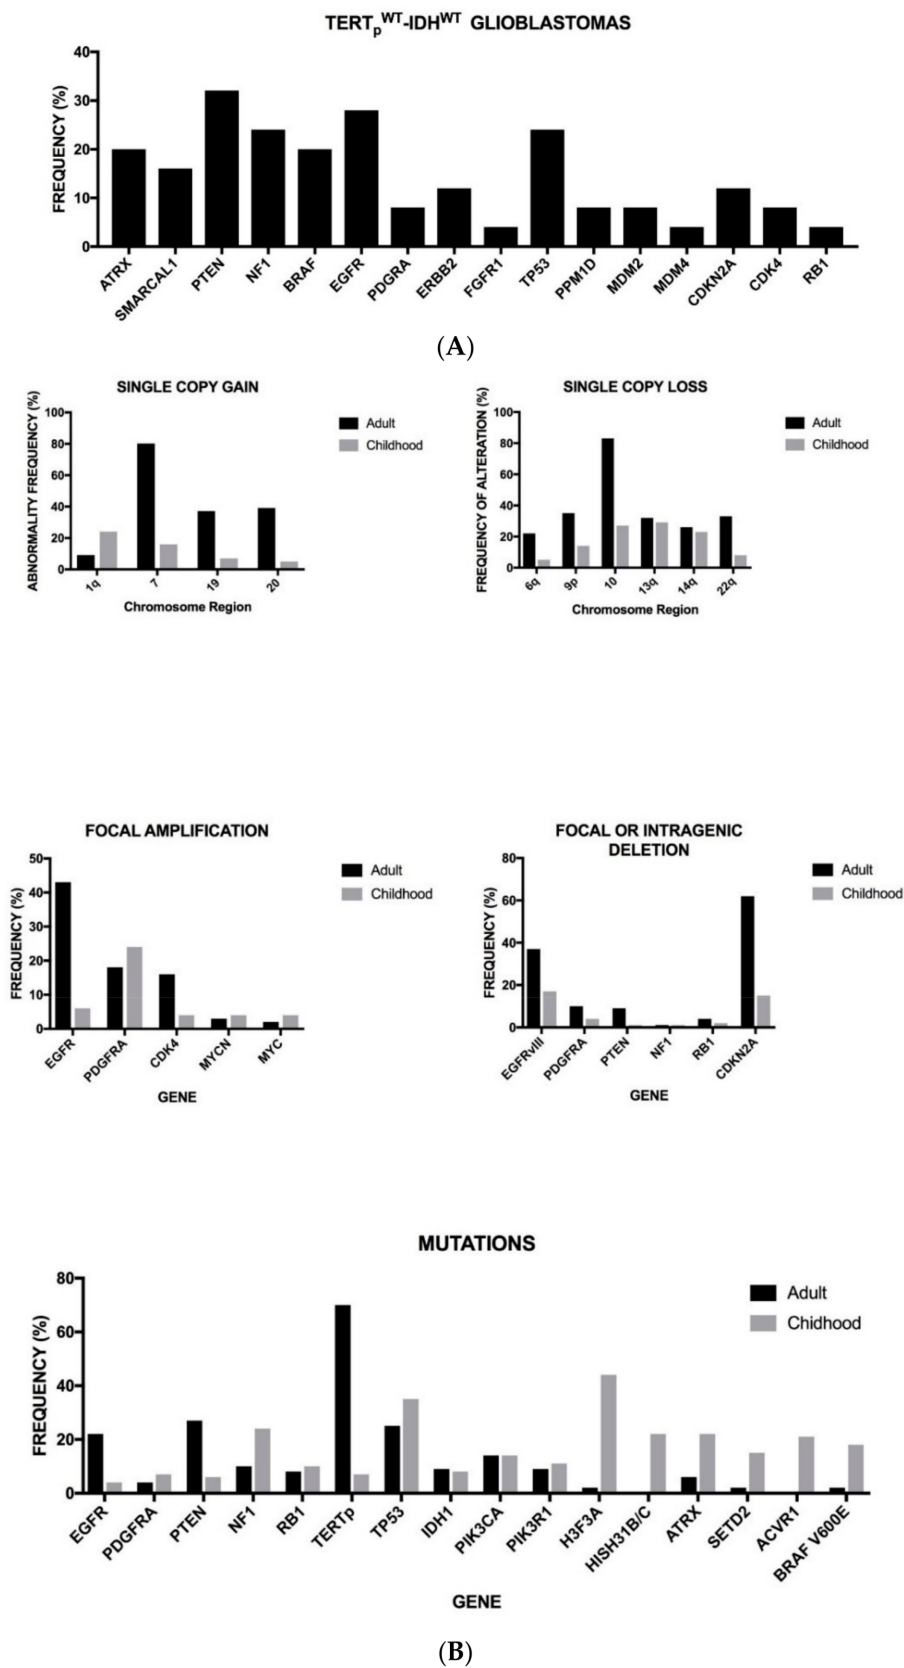 TERTpWT-IDHWT GLIOBLASTOMAS
FREQUENCY (%)
40
30
20
10
0
ATRX
SMARCAL1
PTEN
NF1
BRAF
EGFR
PDGRA
ERBB2
FGFR1
TP53
PPM1D
MDM2
MDM4
CDKN2A
CDK4
RB1
(A)
SINGLE COPY GAIN
ABNORMALITY FREQUENCY (%)
100
80
60
40
20
0
1q
7
19
20
Chromosome Region
Adult
Childhood
SINGLE COPY LOSS
FREQUENCY OF ALTERATION (%)
100
80
60
40
20
0
6q
9p
10
13q
14q
22q
Chromosome Region
Adult
Childhood
FOCAL AMPLIFICATION
FREQUENCY (%)
50
40
30
20
10
0
EGFR
PDGFRA
CDK4
MYCN
MYC
GENE
Adult
Childhood
FOCAL OR INTRAGENIC
DELETION
FREQUENCY (%)
80
60
40
20
0
EGFRvIII
PDGFRA
PTEN
NF1
RB1
CDKN2A
GENE
Adult
Childhood
MUTATIONS
FREQUENCY (%)
80
60
40
20
0
EGFR
PDGFRA
PTEN
NF1
RB1
TERTp
TP53
IDH1
PIK3CA
PIK3R1
H3F3A
HISH31B/C
ATRX
SETD2
ACVR1
BRAF V600E
GENE
Adult
Chidhood
(B)